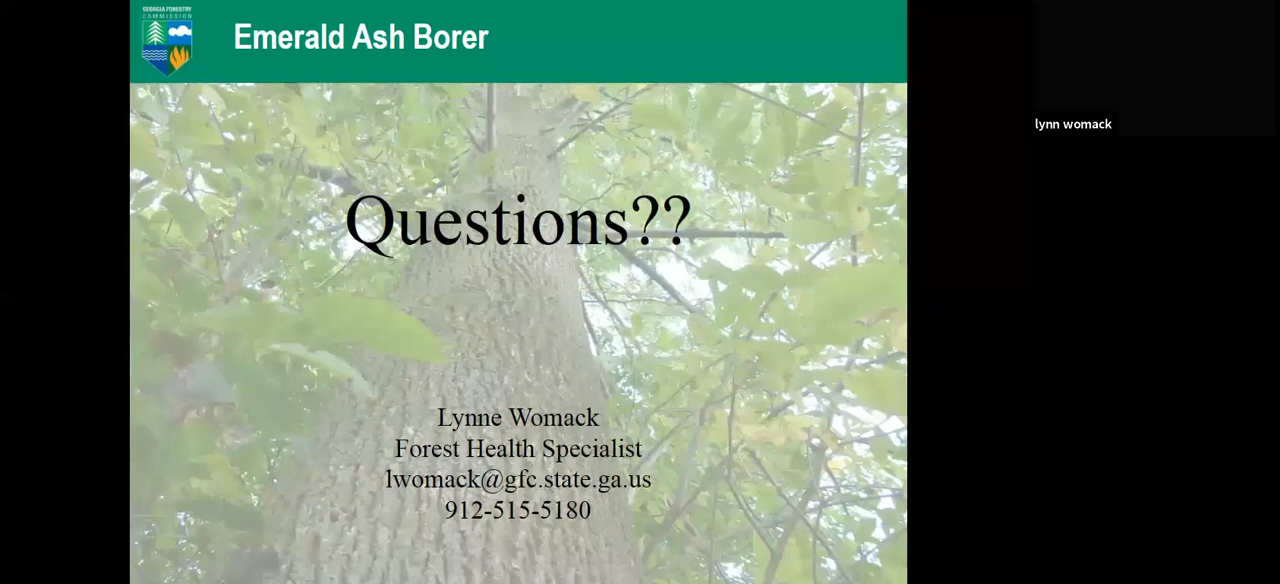 GEORGIA FORESTRY
COMMISSION
Emerald Ash Borer
lynn womack
Questions??
Lynne Womack
Forest Health Specialist
lwomack@gfc.state.ga.us
912-515-5180